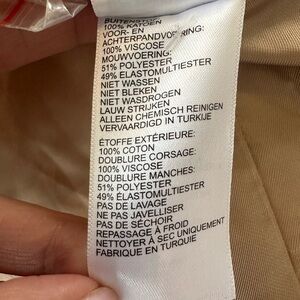 BUITENSTOF:
100% KATOEN
VOOR- EN
ACHTERPANDVOERING:
100% VISCOSE
MOUWVOERING:
51% POLYESTER
49% ELASTOMULTIESTER
NIET WASSEN
NIET BLEKEN
NIET WASDROGEN
LAUW STRIJKEN
ALLEEN CHEMISCH REINIGEN
VERVAARDIGD IN TURKIJE
ÉTOFFE EXTÉRIEURE:
100% COTON
DOUBLURE CORSAGE:
100% VISCOSE
DOUBLURE MANCHES:
51% POLYESTER
49% ÉLASTOMULTIESTER
PAS DE LAVAGE
NE PAS JAVELLISER
PAS DE SÉCHOIR
REPASSAGE À FROID
NETTOYER À SEC UNIQUEMENT
FABRIQUE EN TURQUIE